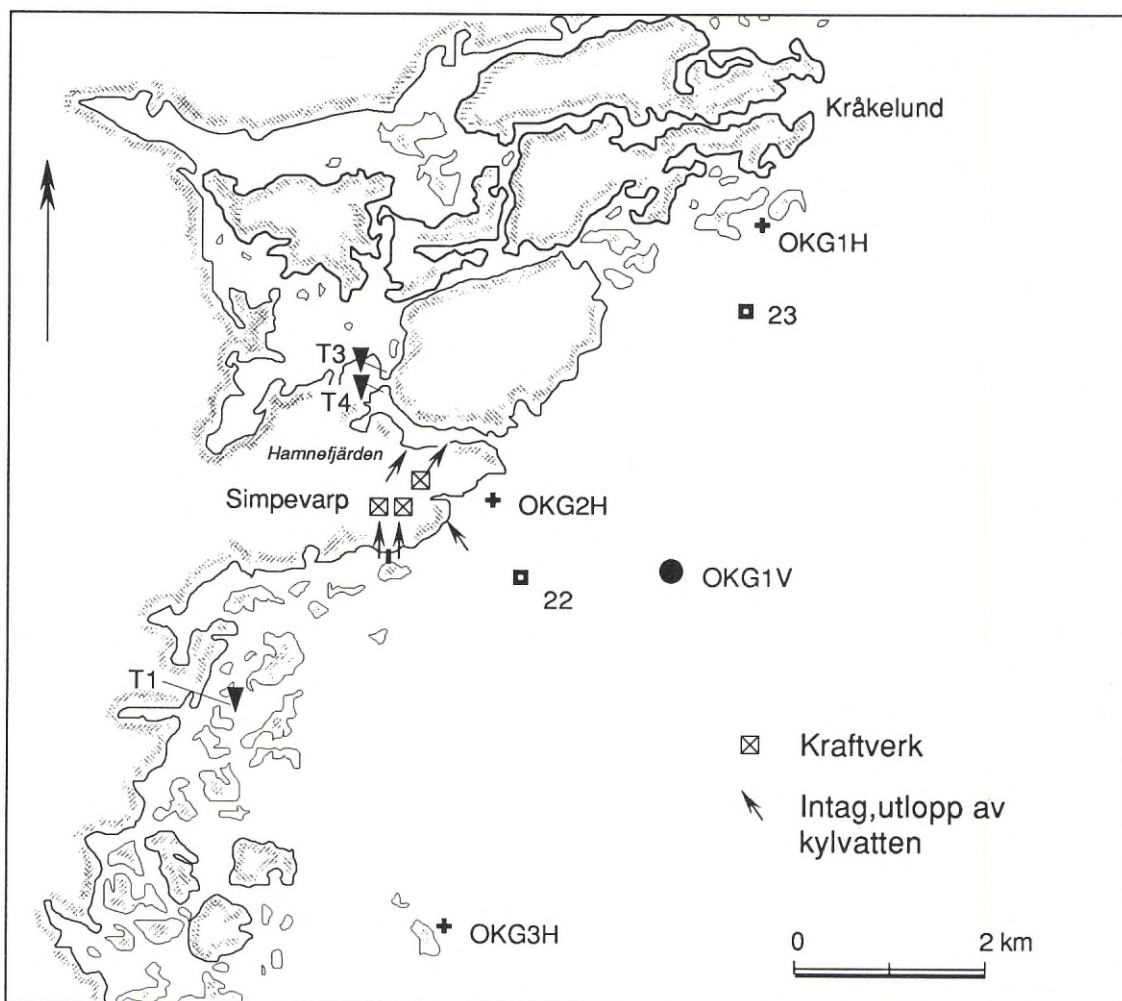 Kråkelund
OKG1H
23
T3
T4
Hamnefjärden
Simpevarp
OKG2H
OKG1V
22
T1
Kraftverk
Intag,utlopp av
kylvatten
OKG3H
0 2 km